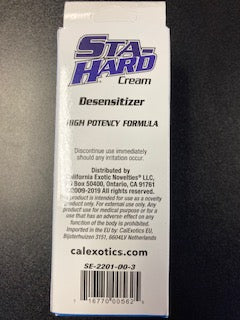 STA-
HARD
Cream
Desensitizer
HIGH POTENCY FORMULA
Discontinue use immediately
should any irritation occur.
Distributed by
California Exotic Novelties® LLC,
PO Box 50400, Ontario, CA 91761
©2009-2019 All rights reserved.
This product is intended for use as a novelty
product only. For external use only. Any
product use for medical purpose or for a
use that has an adverse effect on any
function of the body is prohibited.
Imported in the EU by: CalExotics EU,
Bijsterhuizen 3151, 6604LV Netherlands
calexotics.com
SE-2201-00-3
16770 00562